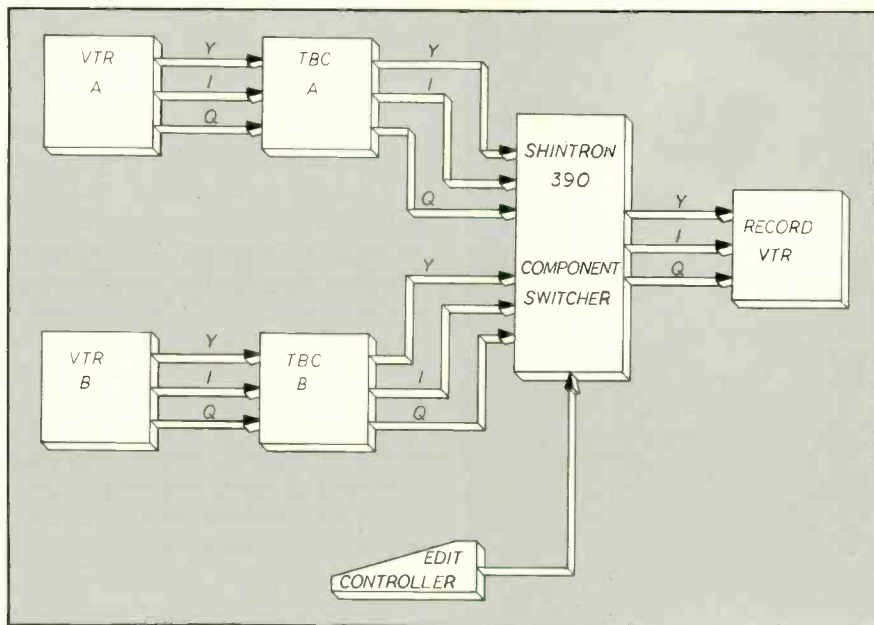 VTR
A
Y
I
Q
TBC
A
Y
I
Q
SHINTRON
390
COMPONENT
SWITCHER
Y
I
Q
RECORD
VTR
VTR
B
Y
I
Q
TBC
B
Y
I
Q
EDIT
CONTROLLER